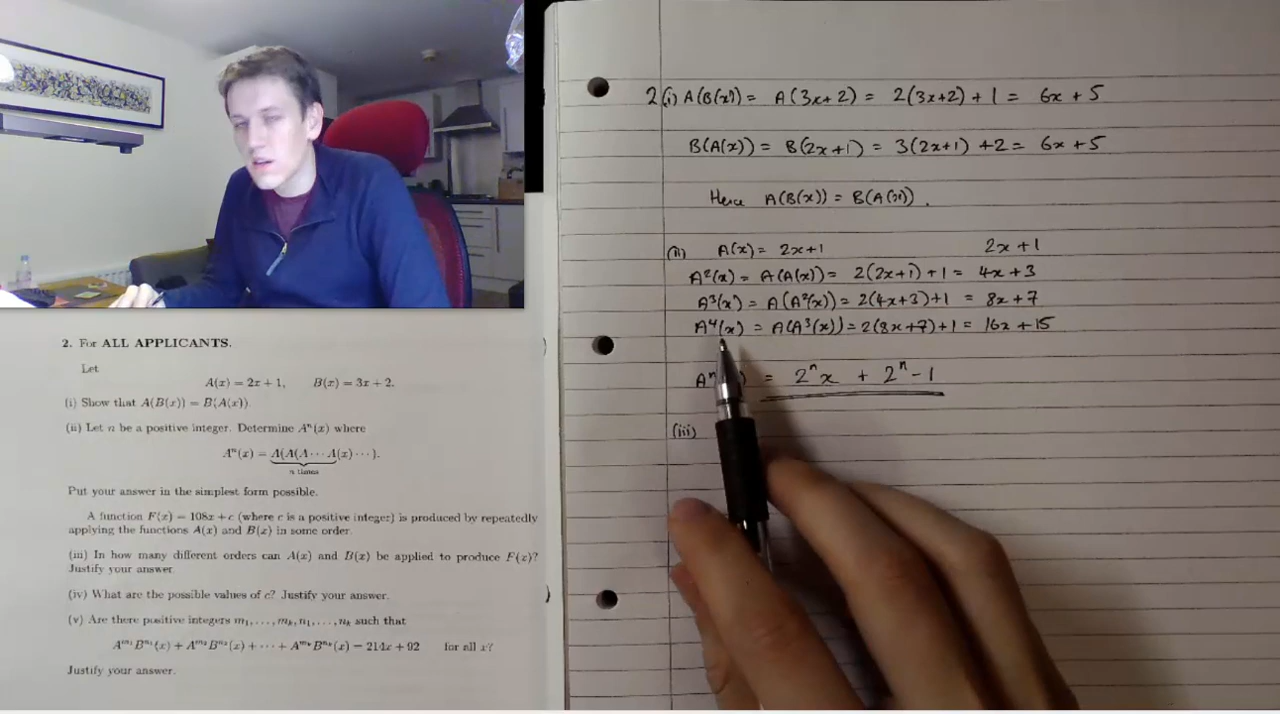 2. For ALL APPLICANTS.
Let
A(x) = 2x + 1, B(x) = 3x + 2.
(i) Show that A(B(x)) = B(A(x)).
(ii) Let n be a positive integer. Determine Aⁿ(x) where
Aⁿ(x) = A(A(A ··· A(x) ··· ).
n times
Put your answer in the simplest form possible.
A function F(x) = 108x + c (where c is a positive integer) is produced by repeatedly
applying the functions A(x) and B(x) in some order.
(iii) In how many different orders can A(x) and B(x) be applied to produce F(x)?
Justify your answer.
(iv) What are the possible values of c? Justify your answer.
(v) Are there positive integers m₁, . . . , mₖ, n₁, . . . , nₖ such that
Aᵐ¹Bⁿ¹(x) + Aᵐ²Bⁿ²(x) + ··· + AᵐᵏBⁿᵏ(x) = 214x + 92 for all x?
Justify your answer.
2(i) A(B(x)) = A(3x+2) = 2(3x+2) + 1 = 6x + 5
B(A(x)) = B(2x+1) = 3(2x+1) + 2 = 6x + 5
Hence A(B(x)) = B(A(x)).
(ii) A(x) = 2x+1 2x+1
A²(x) = A(A(x)) = 2(2x+1) + 1 = 4x + 3
A³(x) = A(A²(x)) = 2(4x+3)+1 = 8x + 7
A⁴(x) = A(A³(x)) = 2(8x+7)+1 = 16x + 15
Aⁿ ) = 2ⁿx + 2ⁿ - 1
(iii)